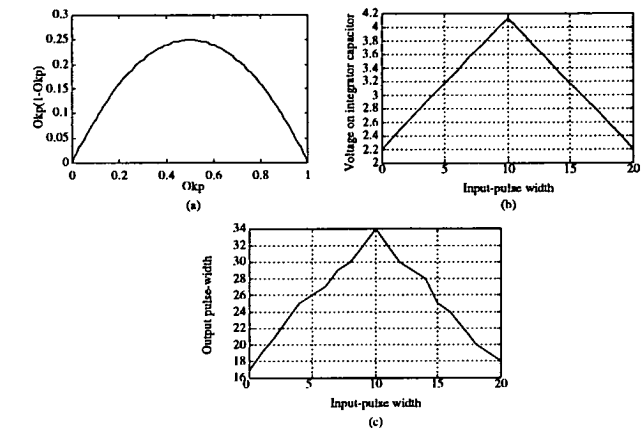 0.3
0.25
0.2
0.15
0.1
0.05
0
Okp(1-Okp)
0 0.2 0.4 0.6 0.8 1
Okp
(a)
4.2
4
3.8
3.6
3.4
3.2
3
2.8
2.6
2.4
2.2
2
Voltage on integrator capacitor
0 5 10 15 20
Input-pulse width
(b)
34
32
30
28
26
24
22
20
18
16
Output pulse-width
0 5 10 15 20
Input-pulse width
(c)